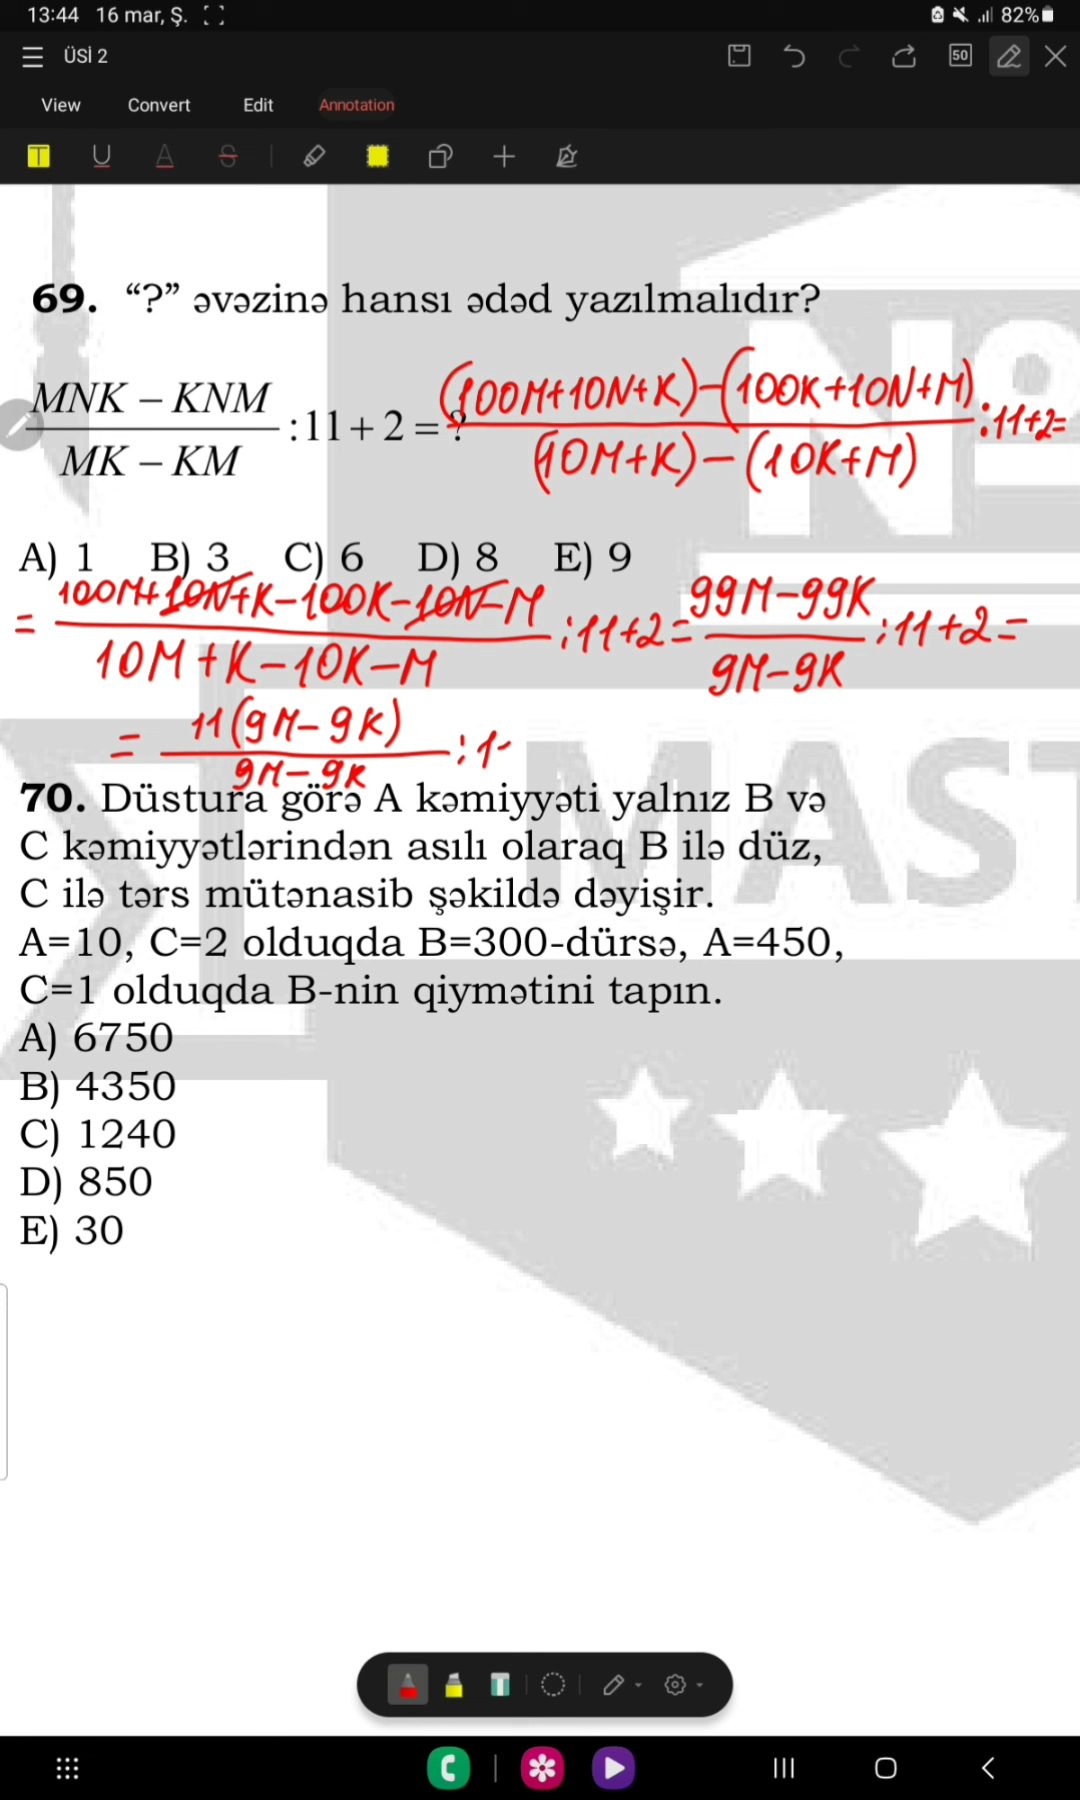 13:44 16 mar, Ş. 82%
ÜSİ 2 50
View Convert Edit Annotation
T U A S
Nº
69. “?” əvəzinə hansı ədəd yazılmalıdır?
MNK – KNM (100M+10N+K)-(100K+10N+M)
:11+2=? :11+2=
MK – KM (10M+K)-(10K+M)
A) 1 B) 3 C) 6 D) 8 E) 9
= 100M+10N+K-100K-10N-M :11+2= 99M-99K :11+2=
10M+K-10K-M 9M-9K
= 11(9M-9K) :1
9M-9K
MAST
70. Düstura görə A kəmiyyəti yalnız B və
C kəmiyyətlərindən asılı olaraq B ilə düz,
C ilə tərs mütənasib şəkildə dəyişir.
A=10, C=2 olduqda B=300-dürsə, A=450,
C=1 olduqda B-nin qiymətini tapın.
A) 6750
B) 4350
C) 1240
D) 850
E) 30